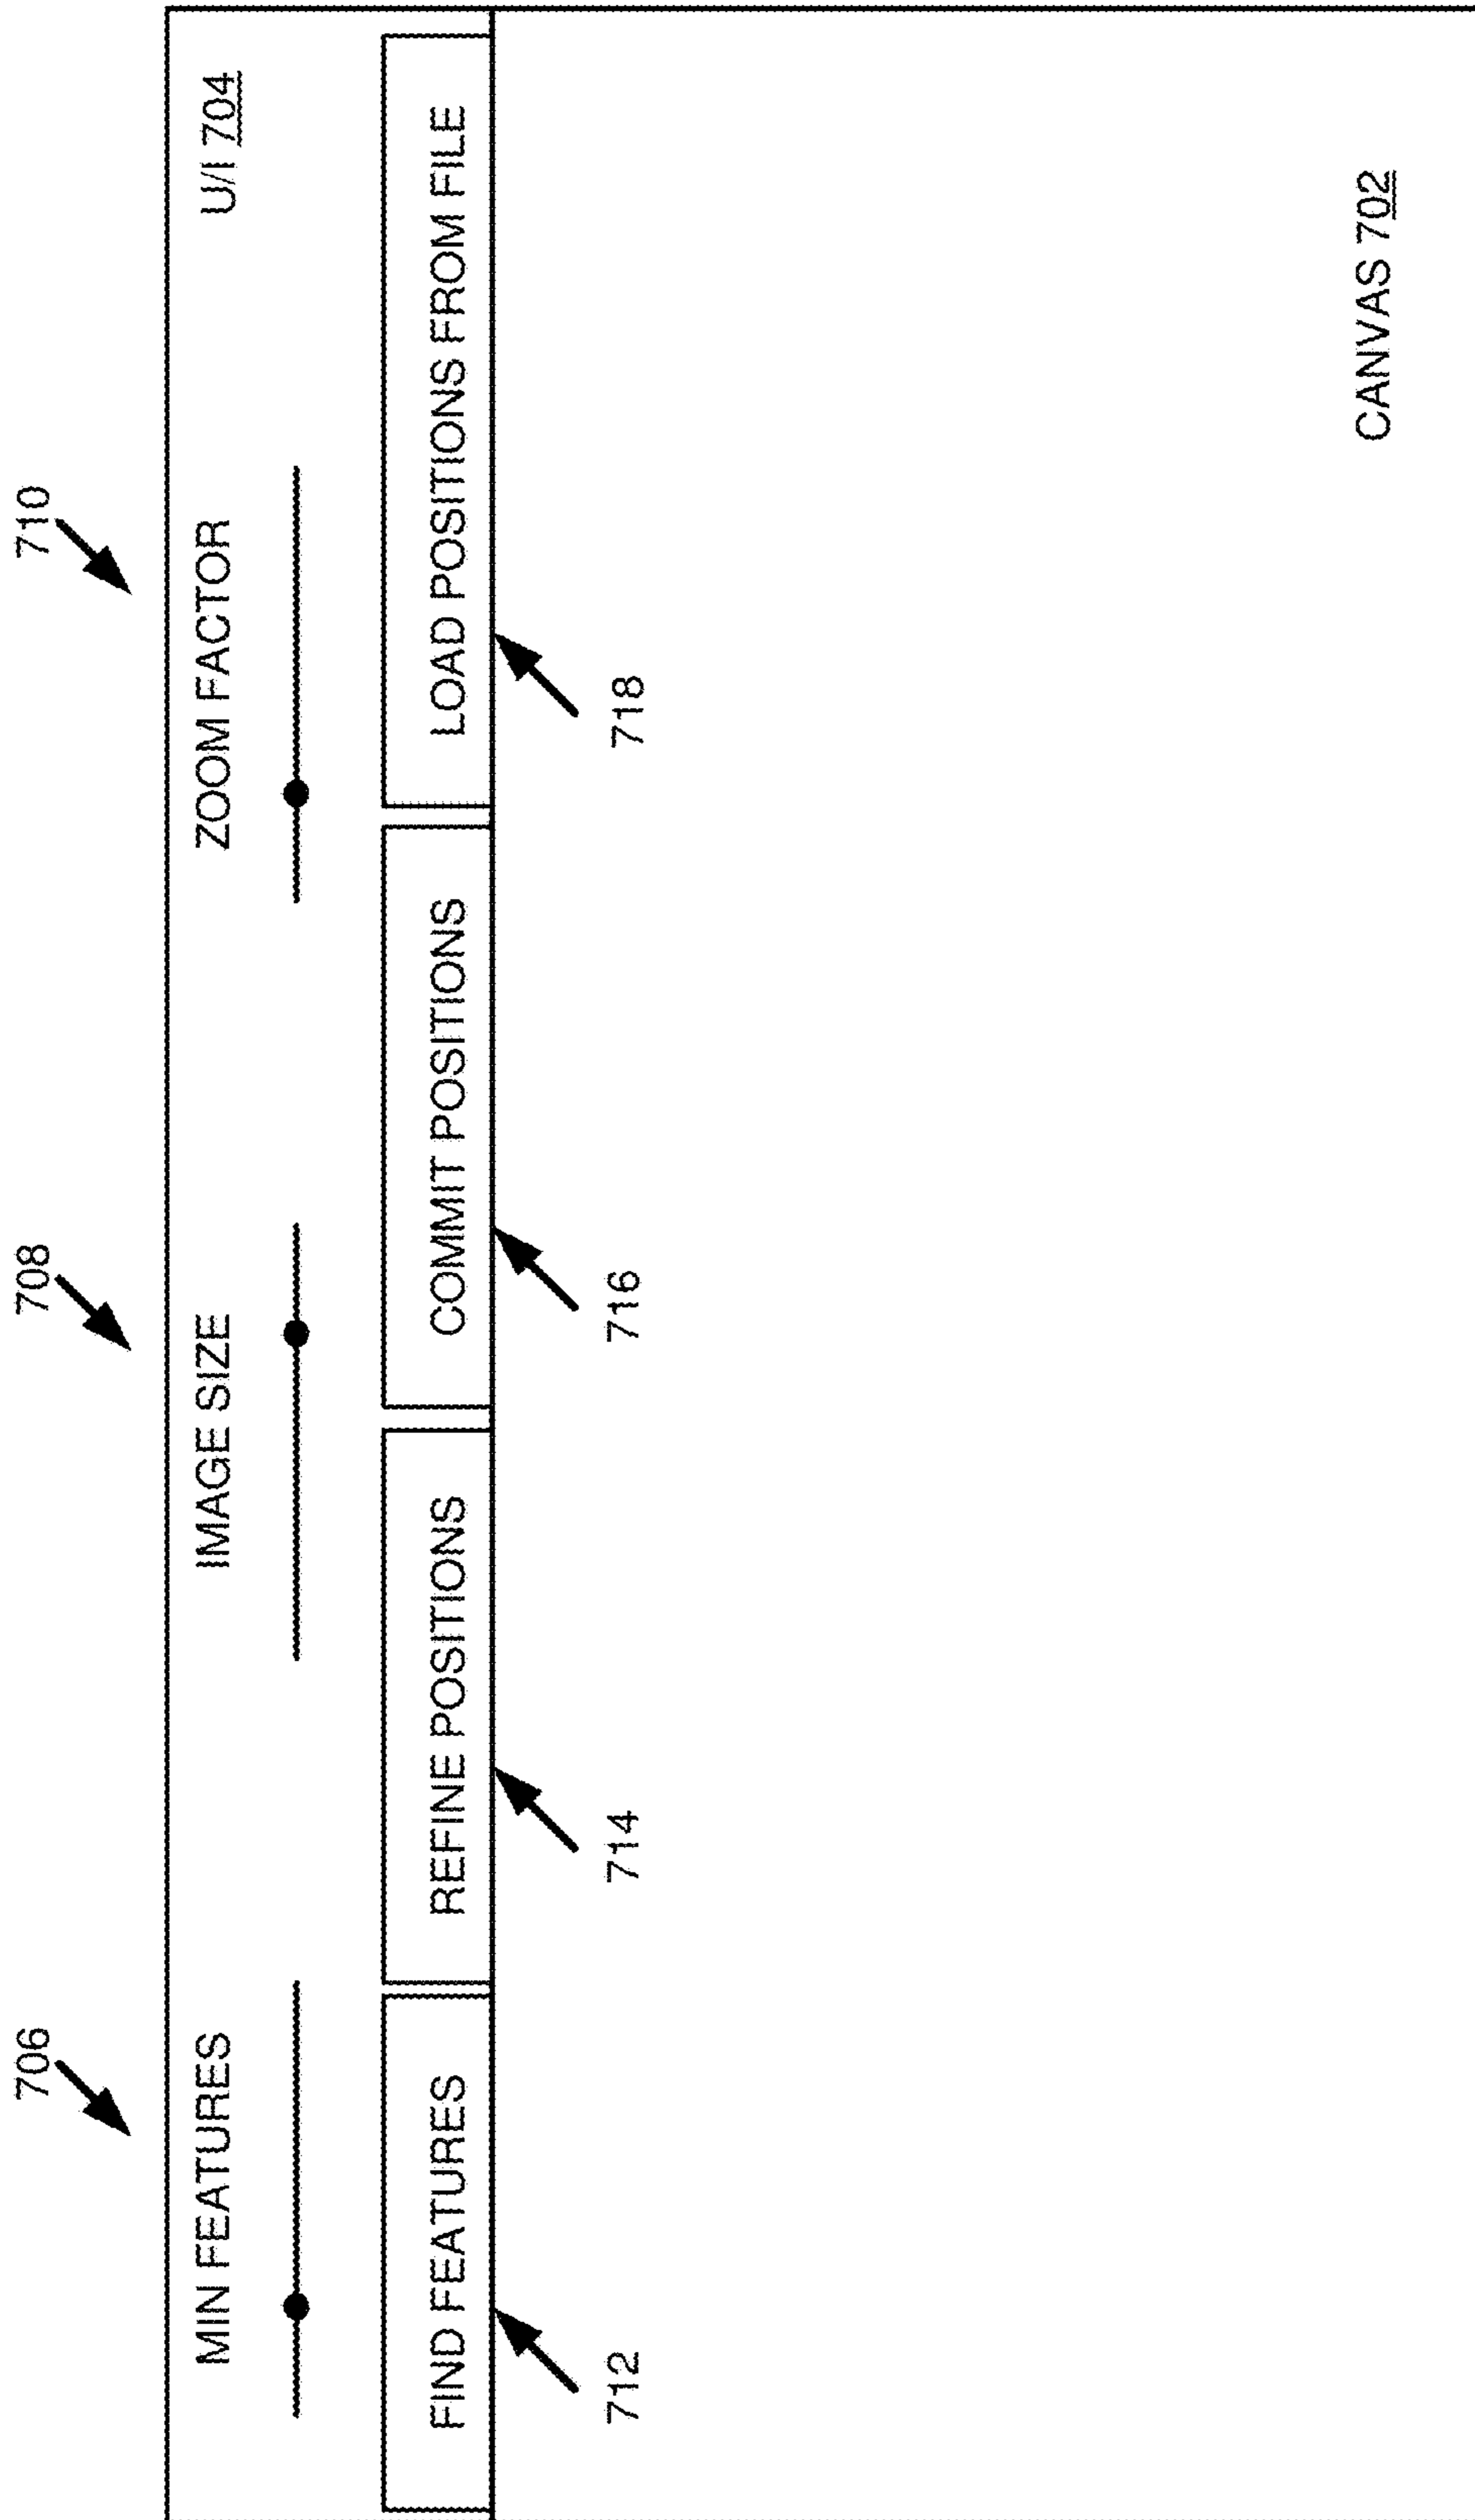 706
708
710
MIN FEATURES
IMAGE SIZE
ZOOM FACTOR
U/I 704
FIND FEATURES
REFINE POSITIONS
COMMIT POSITIONS
LOAD POSITIONS FROM FILE
712
714
716
718
CANVAS 702